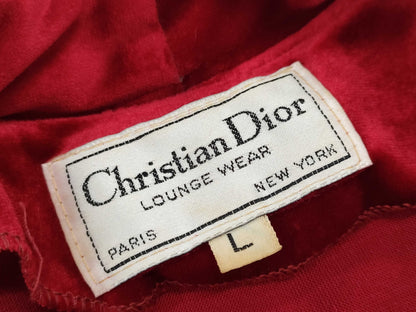 Christian Dior
LOUNGE WEAR
PARIS NEW YORK
L